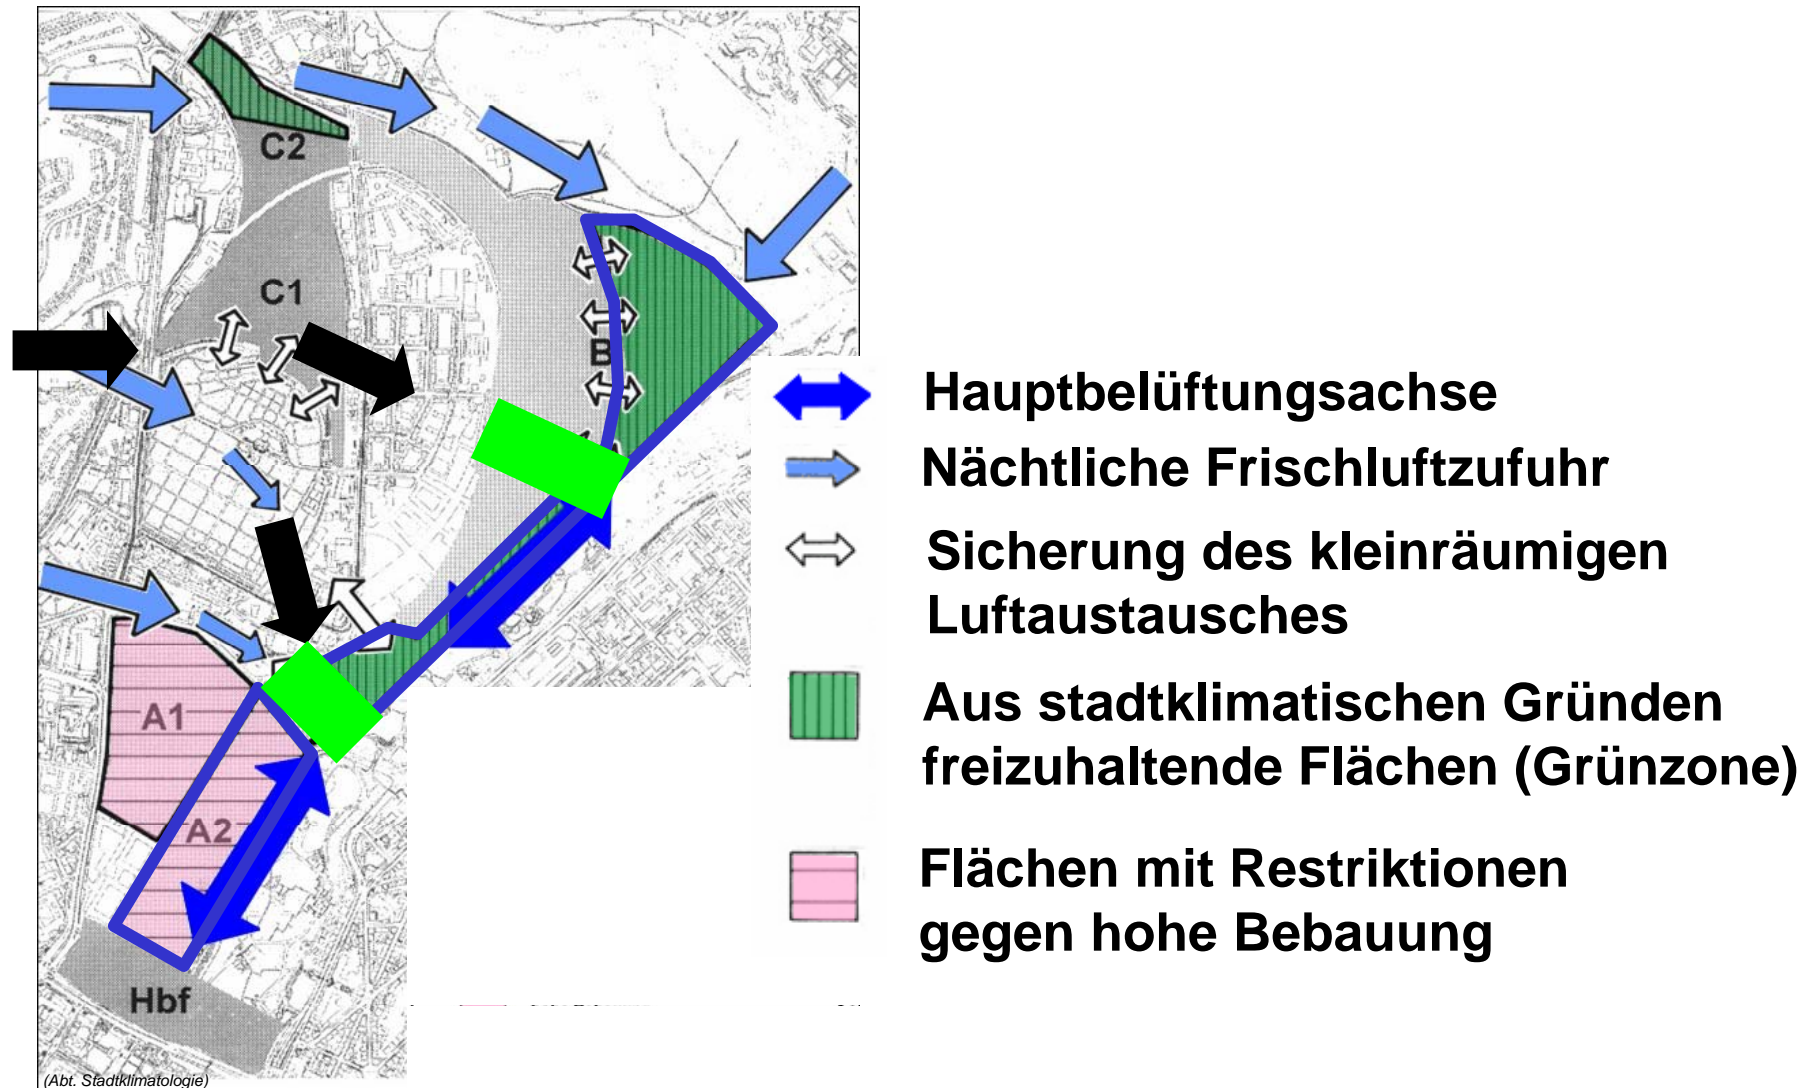 C2
C1
B
A1
A2
Hbf
(Abt. Stadtklimatologie)
Hauptbelüftungsachse
Nächtliche Frischluftzufuhr
Sicherung des kleinräumigen
Luftaustausches
Aus stadtklimatischen Gründen
freizuhaltende Flächen (Grünzone)
Flächen mit Restriktionen
gegen hohe Bebauung